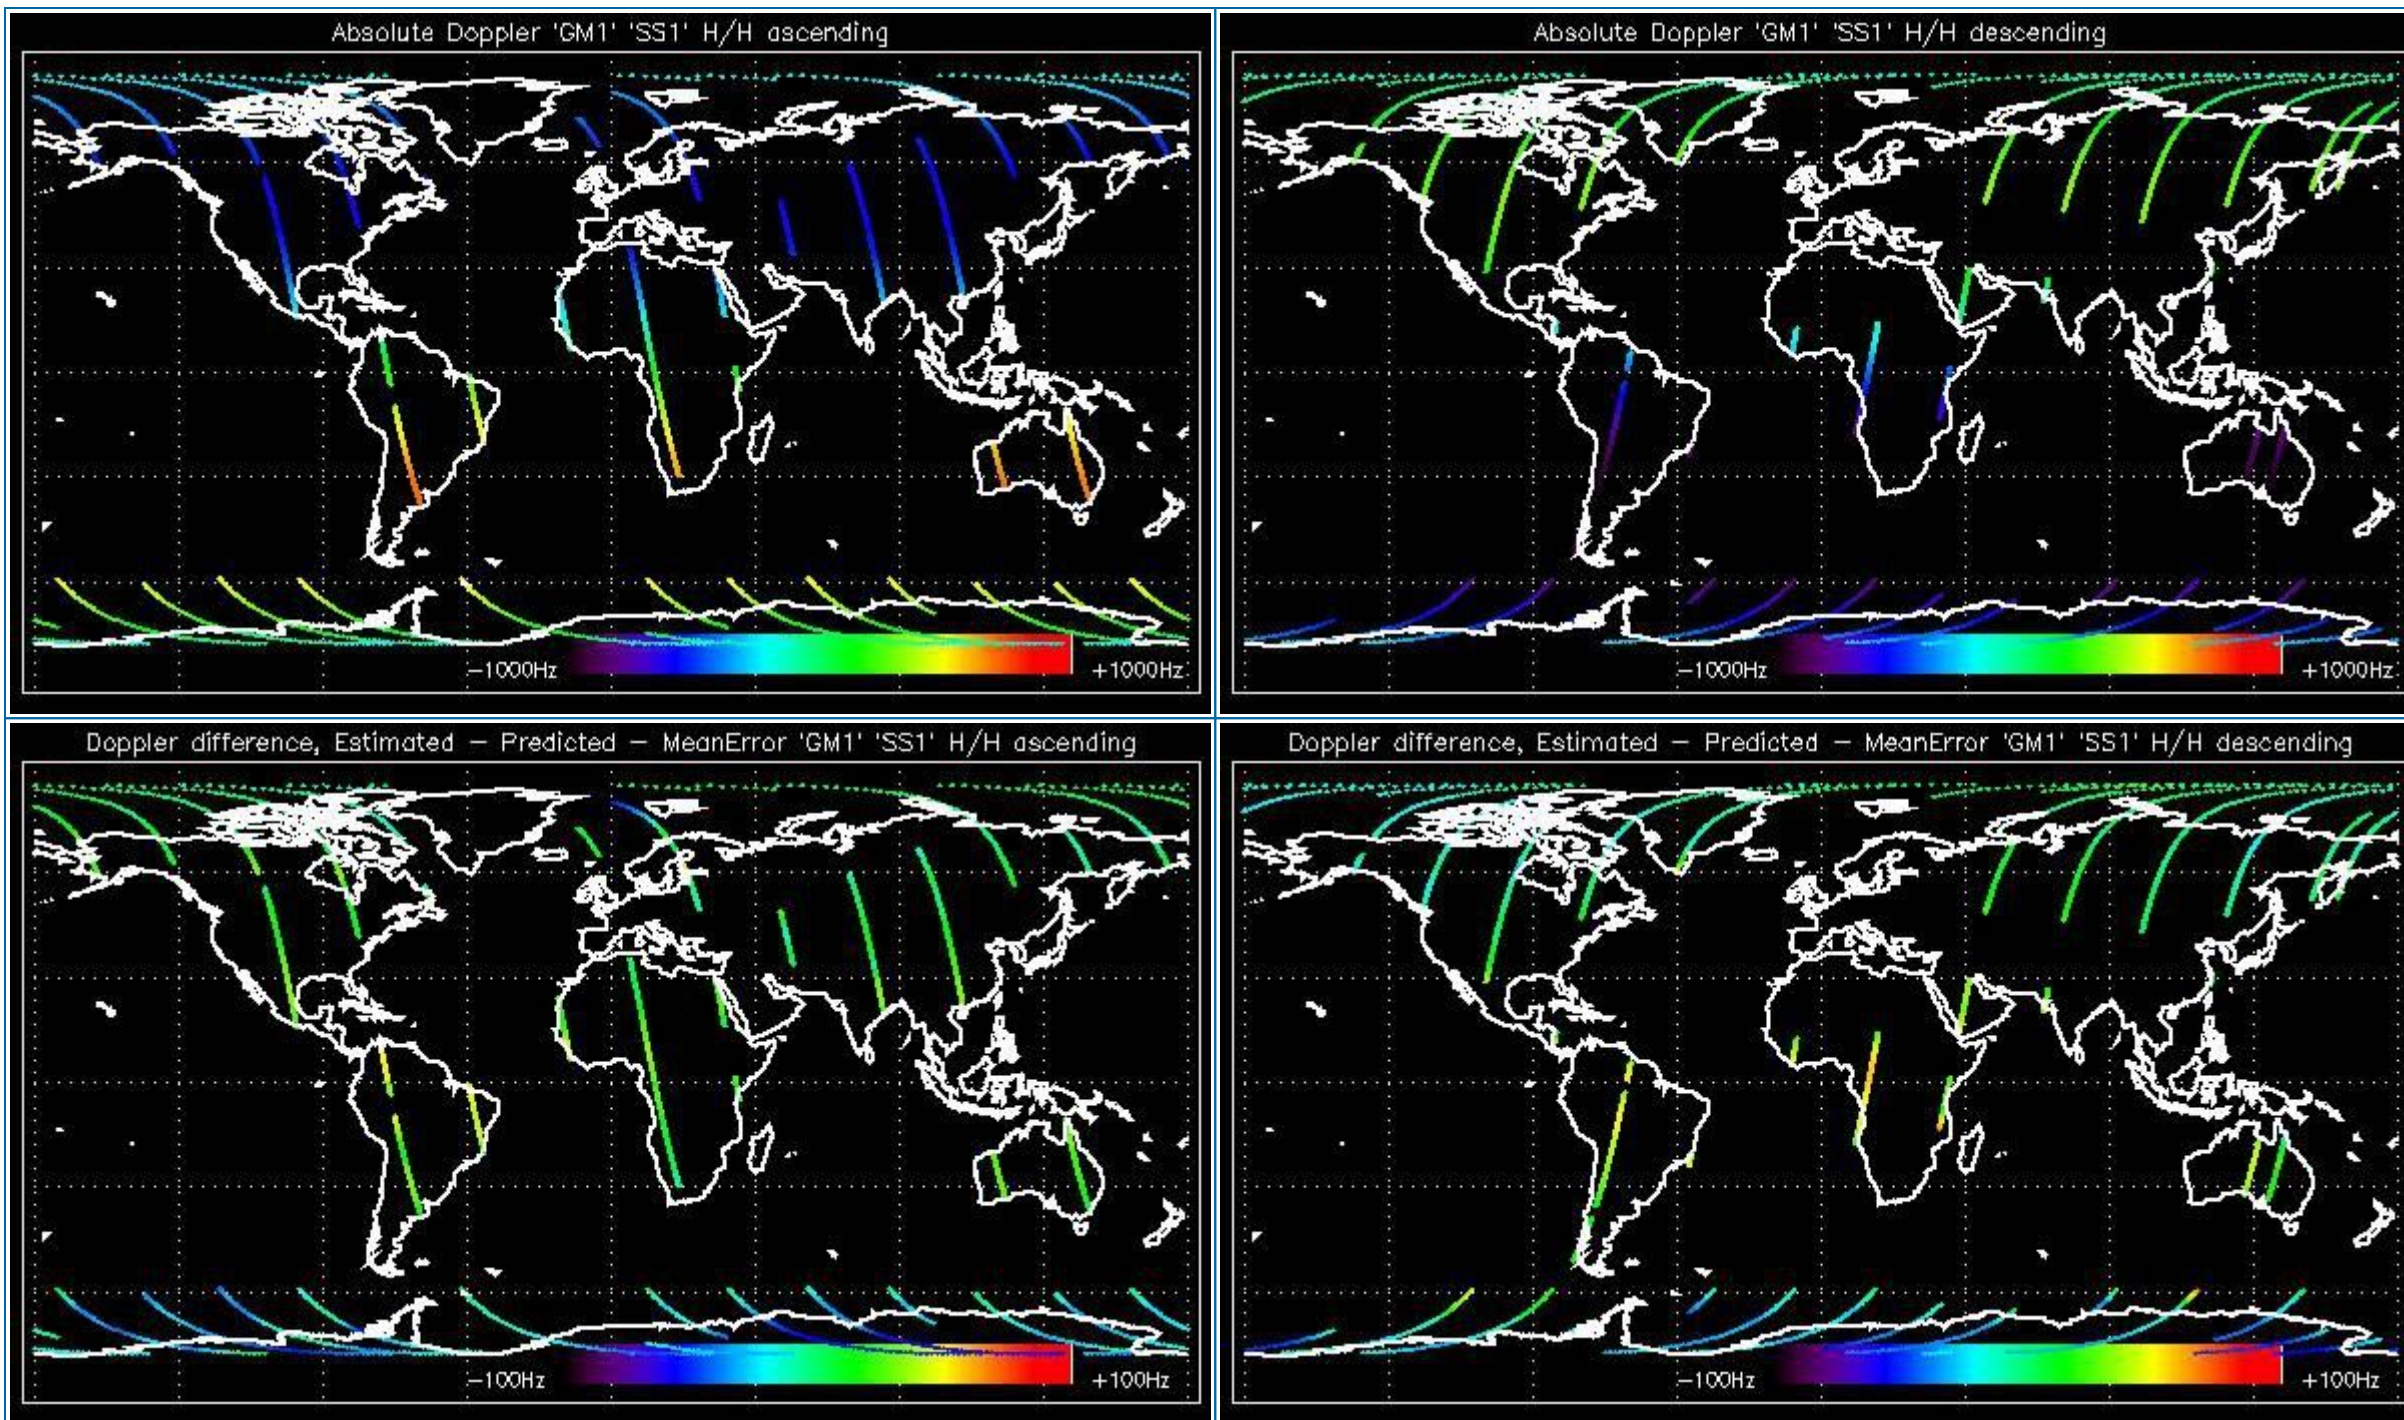 Absolute Doppler 'GM1' 'SS1' H/H ascending
−1000Hz
+1000Hz
Absolute Doppler 'GM1' 'SS1' H/H descending
−1000Hz
+1000Hz
Doppler difference, Estimated − Predicted − MeanError 'GM1' 'SS1' H/H ascending
−100Hz
+100Hz
Doppler difference, Estimated − Predicted − MeanError 'GM1' 'SS1' H/H descending
−100Hz
+100Hz